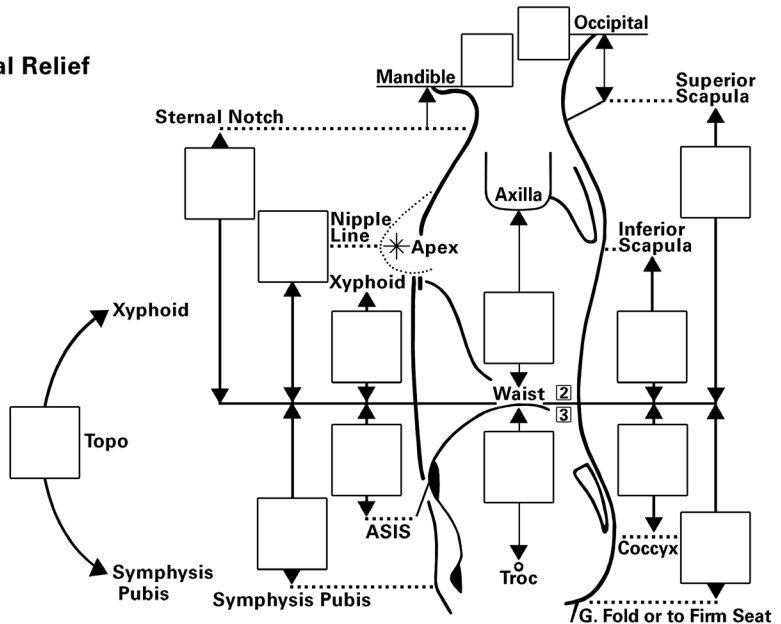 Occipital
al Relief
Mandible
Superior
Scapula
Sternal Notch
Axilla
Nipple
Line
Apex
Inferior
Scapula
Xyphoid
Xyphoid
Waist
2
3
Topo
ASIS
Coccyx
Troc
Symphysis
Pubis
Symphysis Pubis
G. Fold or to Firm Seat